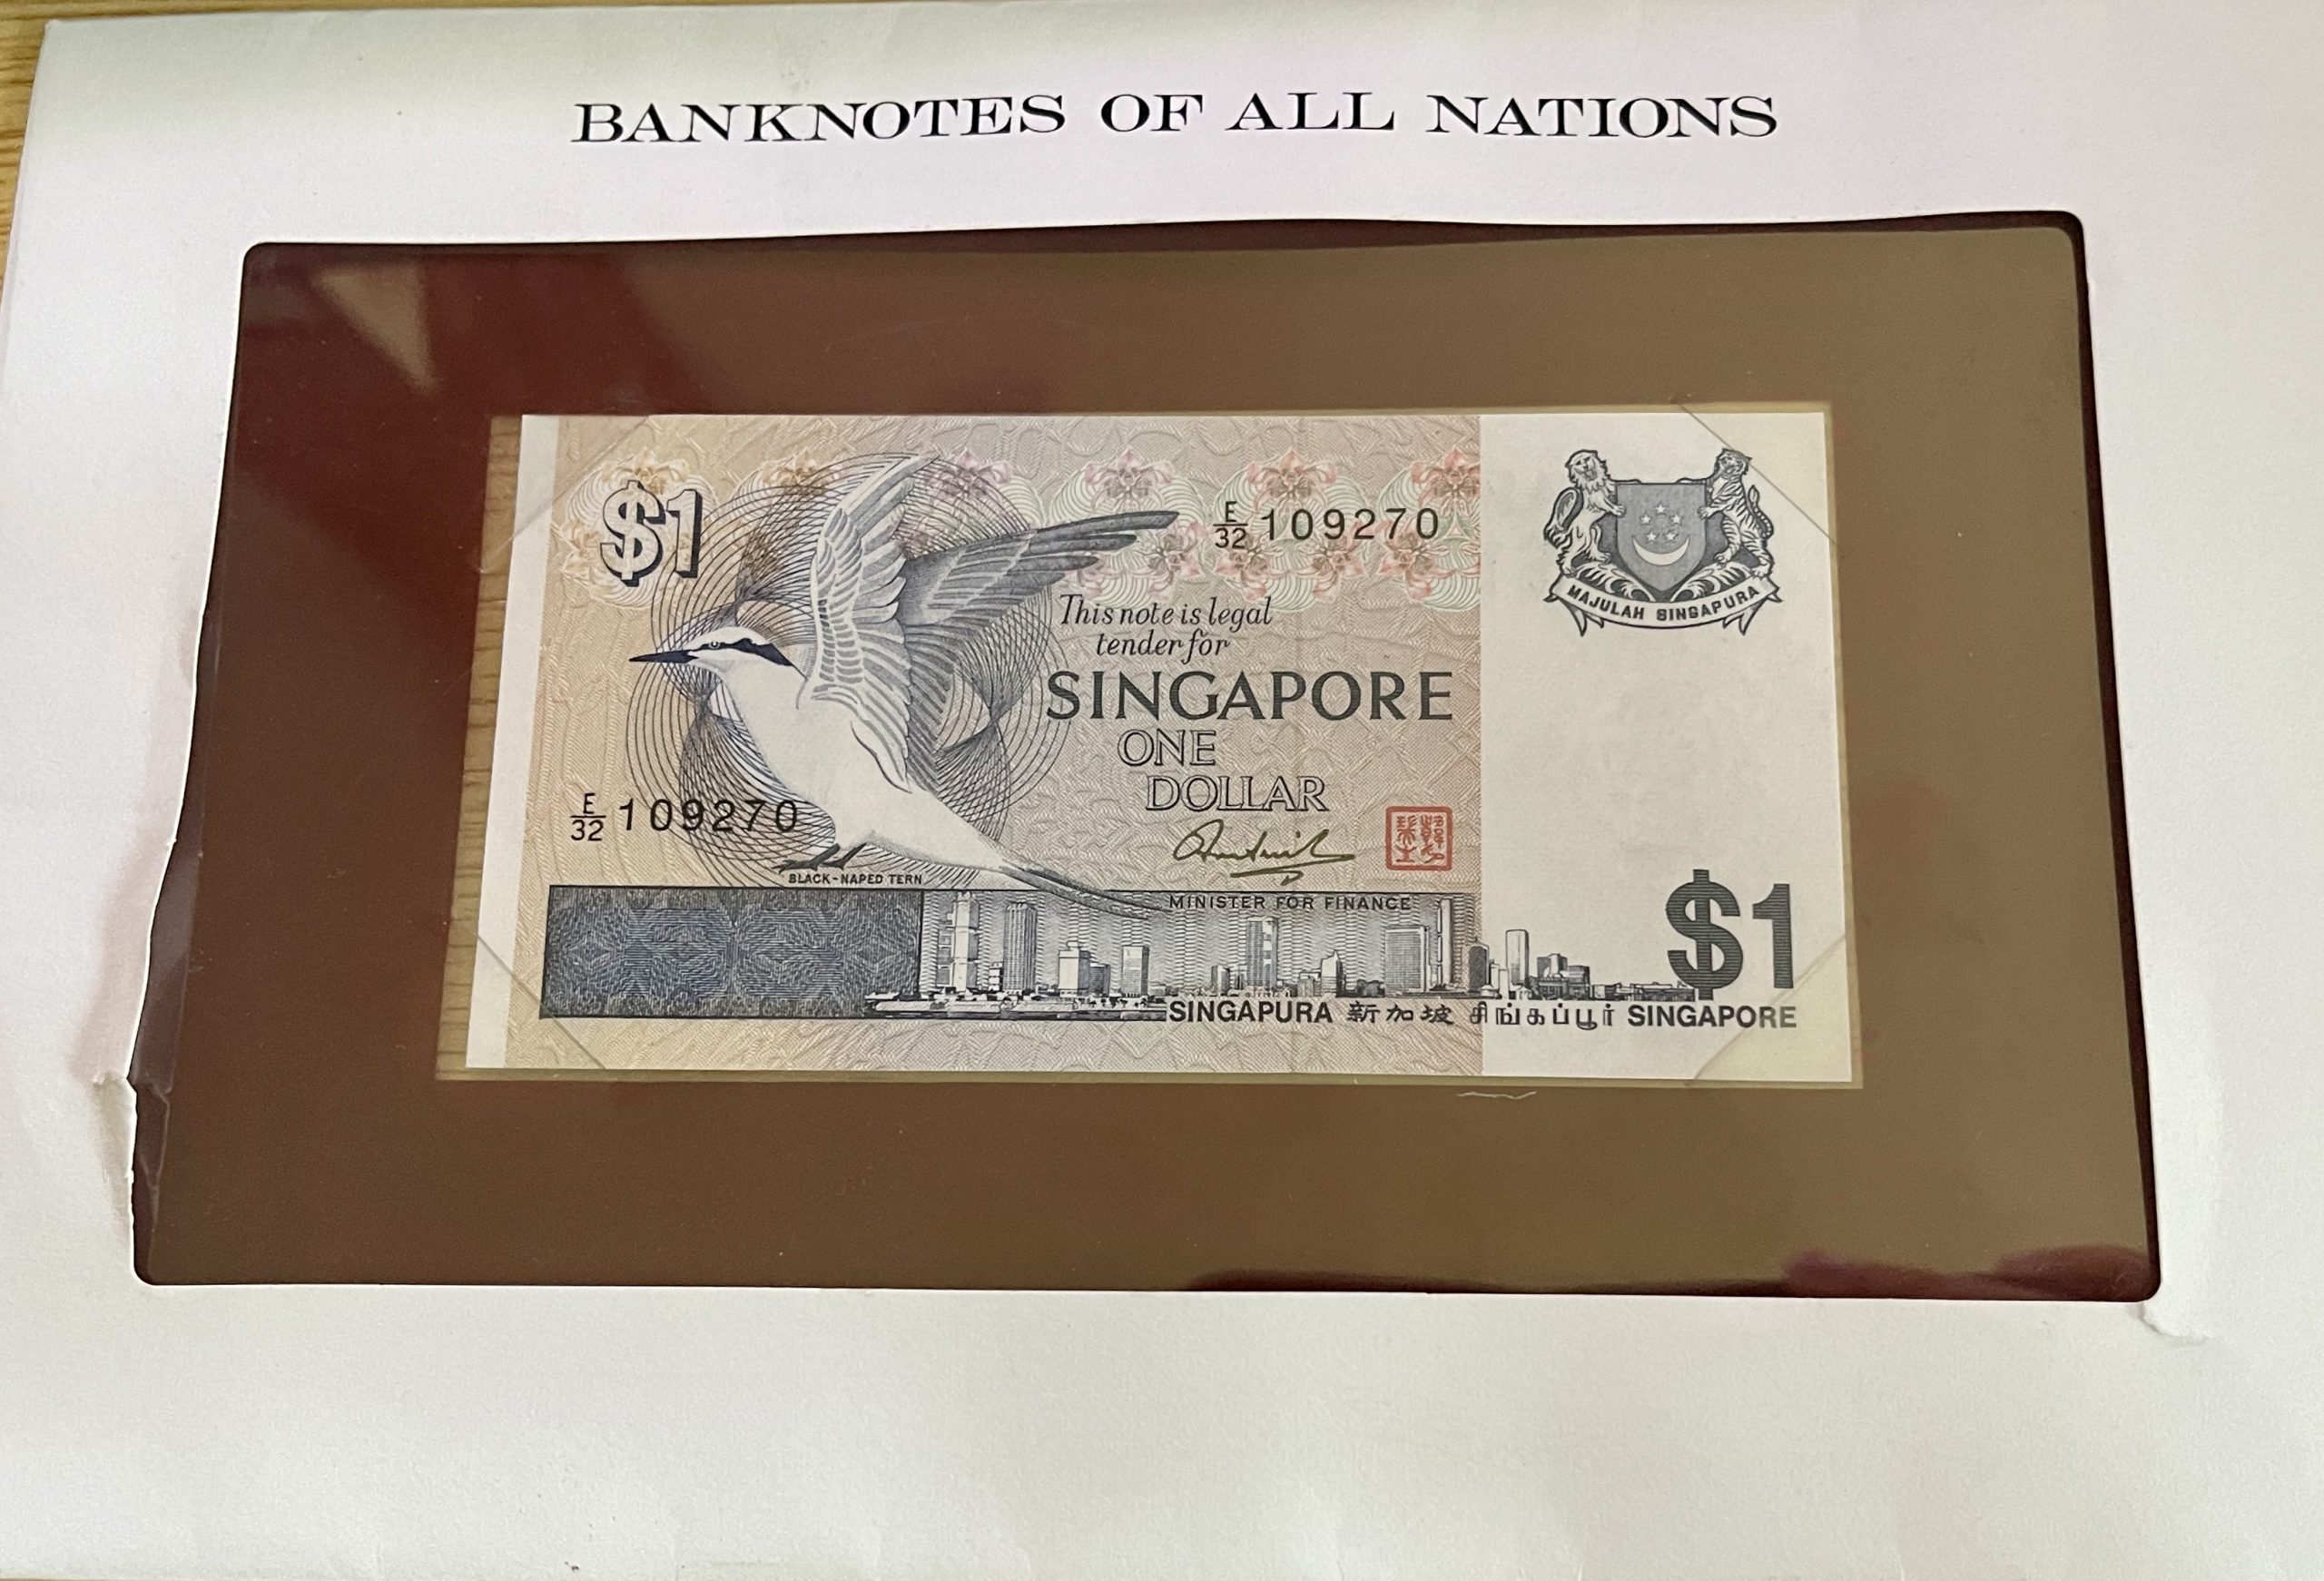 BANKNOTES OF ALL NATIONS
$1
E/32 109270
MAJULAH SINGAPURA
This note is legal
tender for
SINGAPORE
ONE
DOLLAR
E/32 109270
BLACK-NAPED TERN
MINISTER FOR FINANCE
$1
SINGAPURA 新加坡 சிங்கப்பூர் SINGAPORE